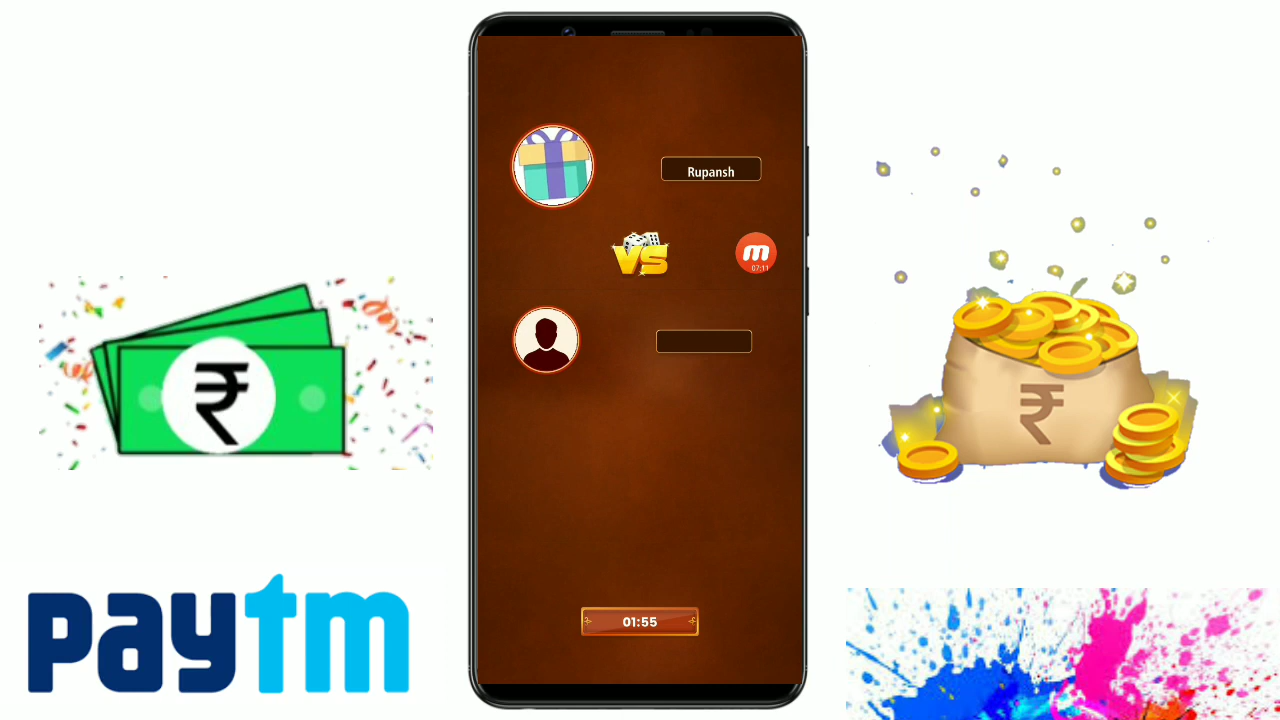 Rupansh
VS
m
07:11
₹
₹
01:55
paytm